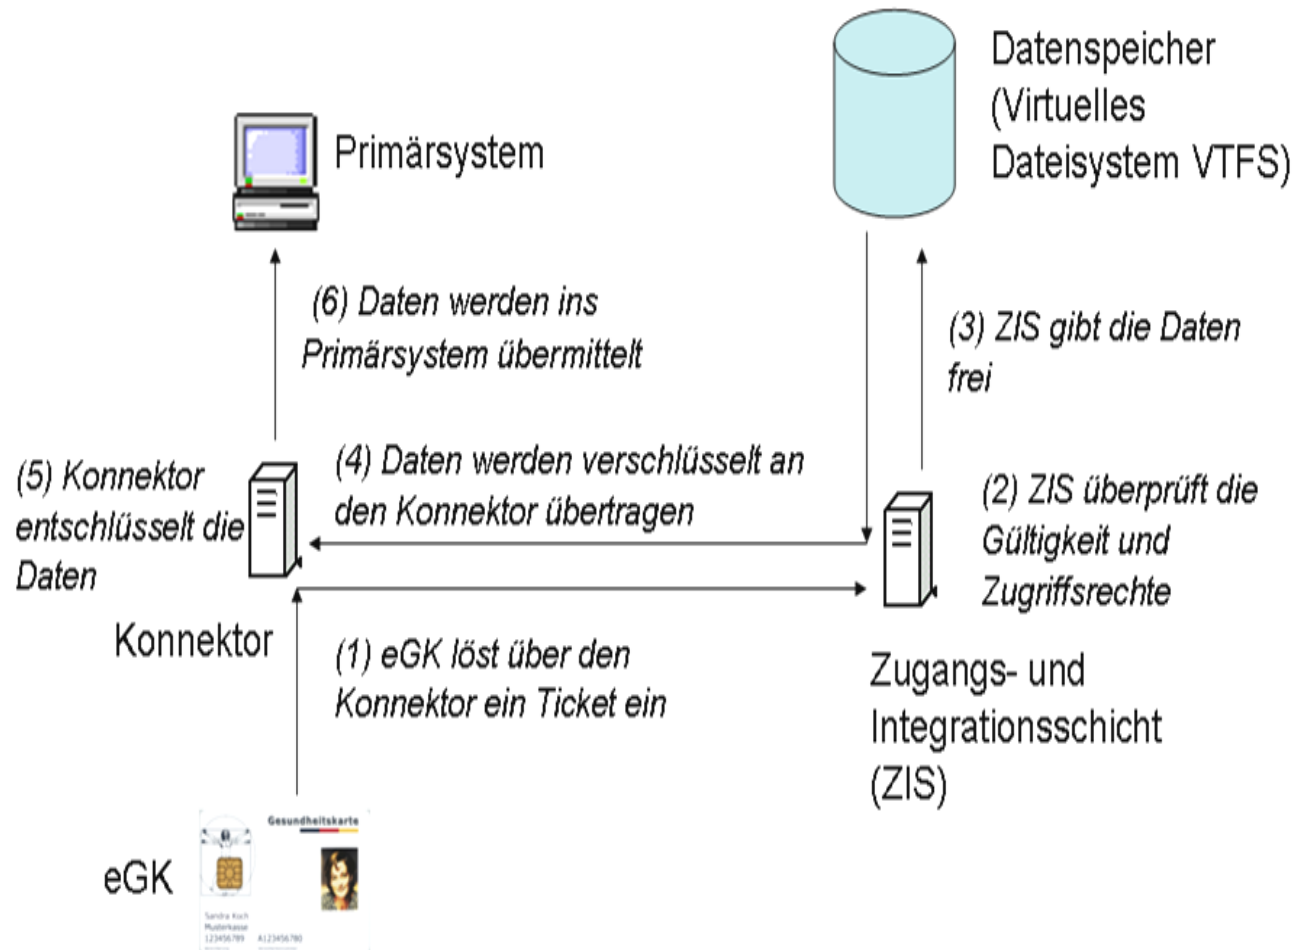 Datenspeicher
(Virtuelles
Dateisystem VTFS)
Primärsystem
(6) Daten werden ins
Primärsystem übermittelt
(3) ZIS gibt die Daten
frei
(4) Daten werden verschlüsselt an
den Konnektor übertragen
(5) Konnektor
entschlüsselt die
Daten
(2) ZIS überprüft die
Gültigkeit und
Zugriffsrechte
Konnektor
(1) eGK löst über den
Konnektor ein Ticket ein
Zugangs- und
Integrationsschicht
(ZIS)
eGK
Gesundheitskarte
Sandra Koch
Musterkasse
123456789 A123456780